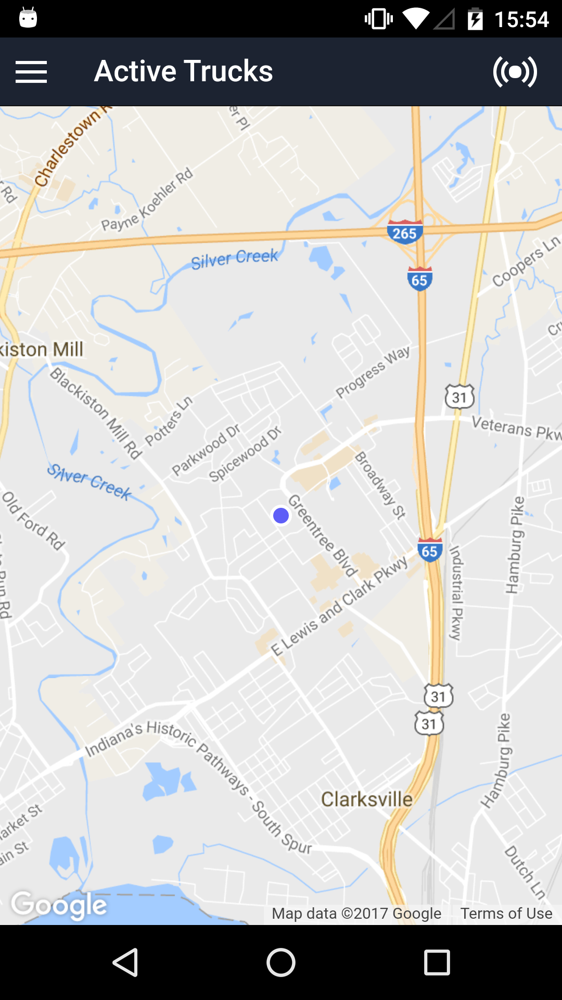 15:54
Active Trucks
Charlestown R
er Pl
r Rd
Payne Koehler Rd
265
Silver Creek
Coopers Ln
65
kiston Mill
Progress Way
Blackiston Mill Rd
31
Potters Ln
Veterans Pkw
Parkwood Dr
Spicewood Dr
Broadway St
Silver Creek
Old Ford Rd
Greentree Blvd
Hamburg Pike
65
Industrial Pkwy
Run Rd
E Lewis and Clark Pkwy
31
31
Indiana's Historic Pathways - South Spur
Hamburg Pike
Clarksville
arket St
ain St
Dutch Ln
Google
Map data ©2017 Google
Terms of Use